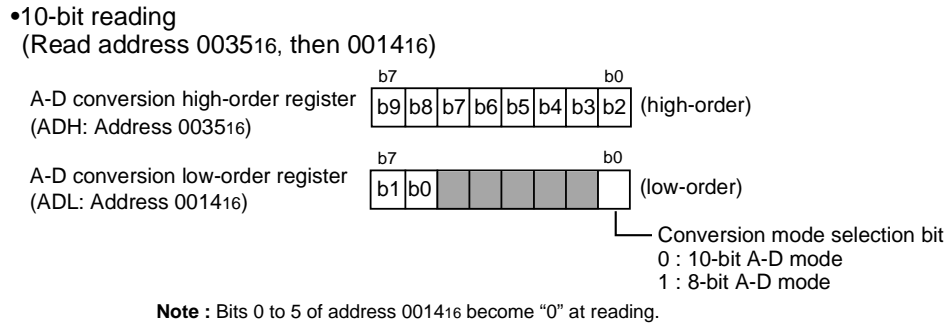 •10-bit reading
(Read address 003516, then 001416)
b7 b0
A-D conversion high-order register
(ADH: Address 003516)
b9 b8 b7 b6 b5 b4 b3 b2 (high-order)
b7 b0
A-D conversion low-order register
(ADL: Address 001416)
b1 b0 (low-order)
Conversion mode selection bit
0 : 10-bit A-D mode
1 : 8-bit A-D mode
Note : Bits 0 to 5 of address 001416 become “0” at reading.